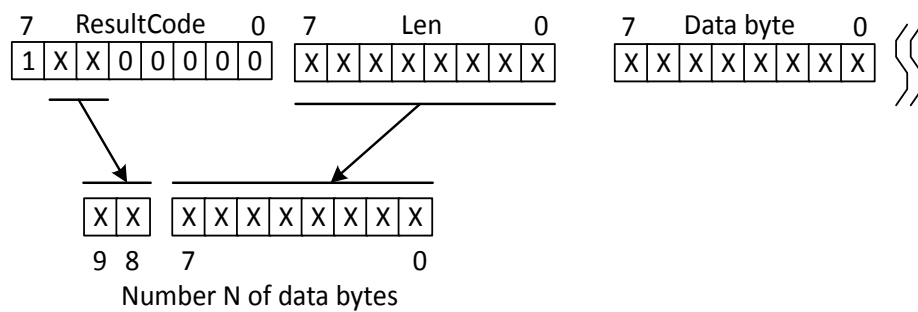 7 ResultCode 0 7 Len 0 7 Data byte 0
1 X X 0 0 0 0 0 X X X X X X X X X X X X X X X X
X X X X X X X X X X
9 8 7 0
Number N of data bytes